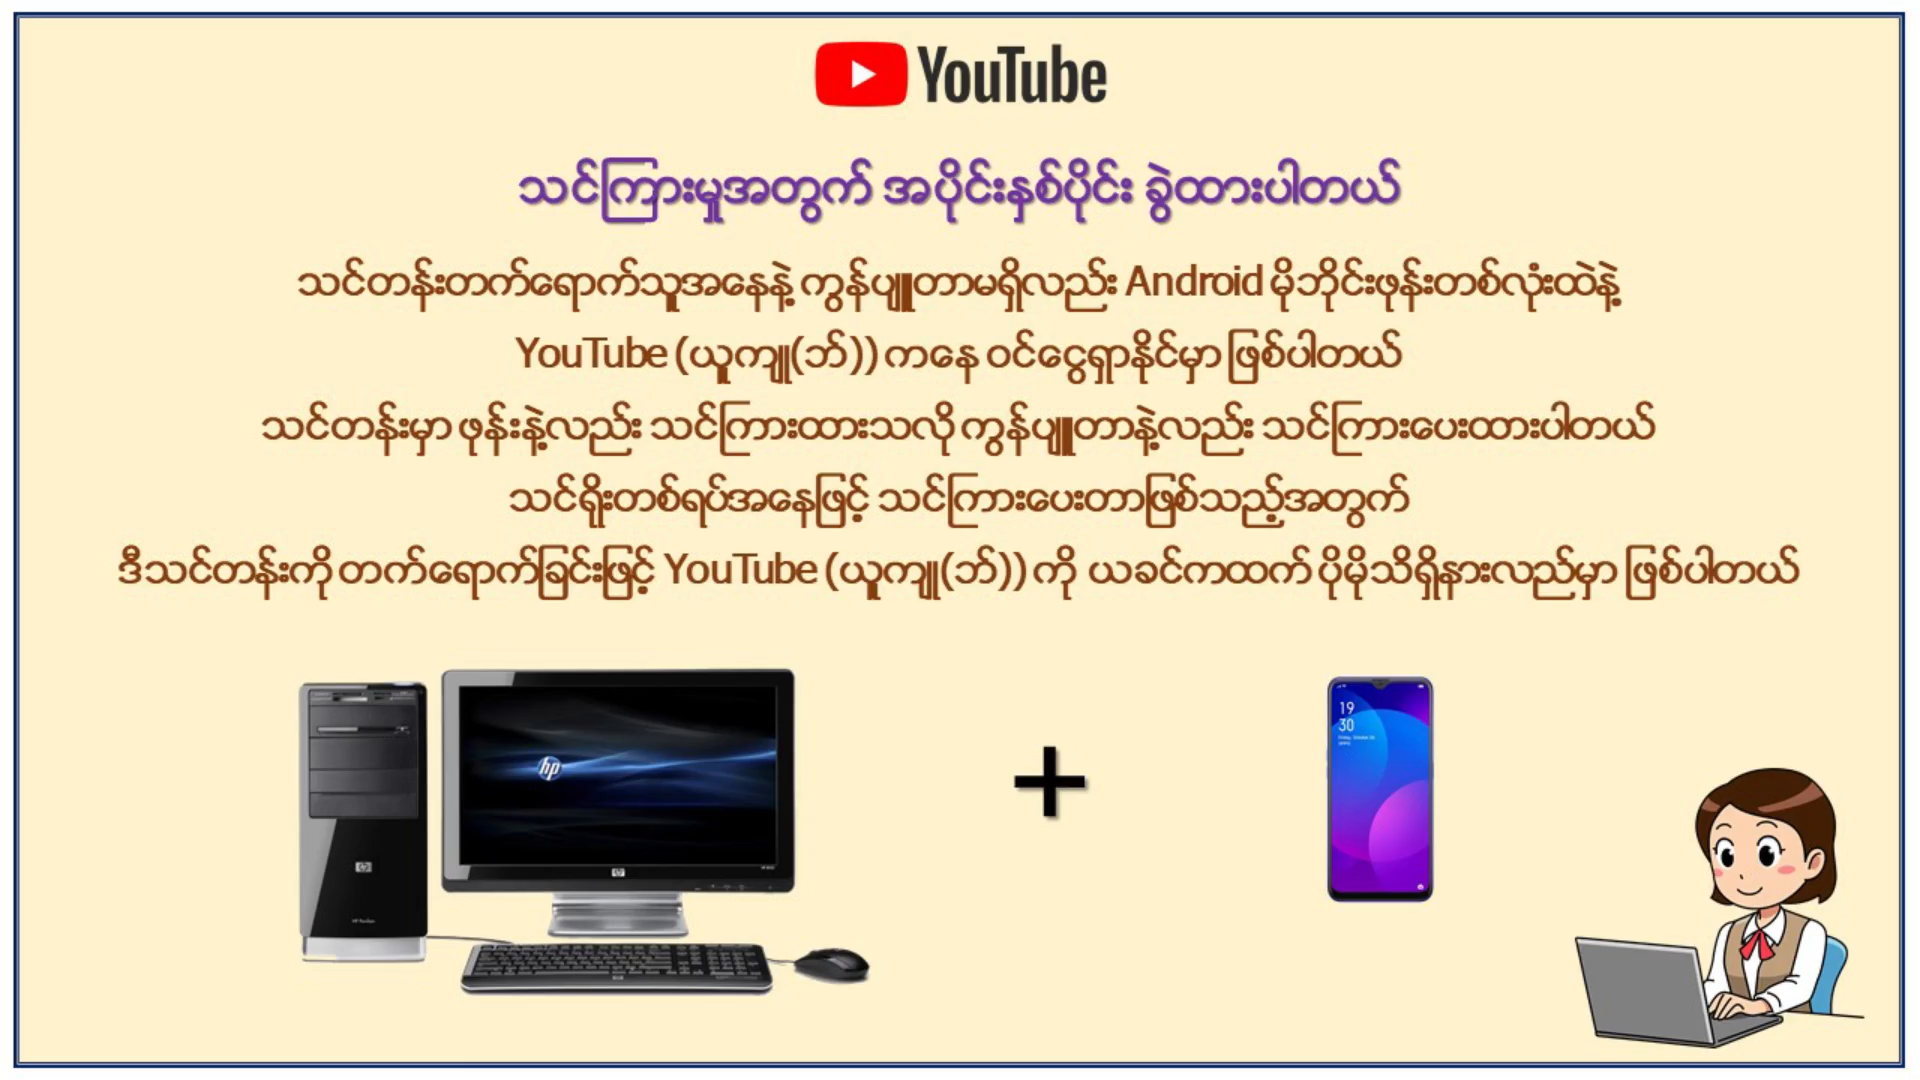 YouTube
သင်ကြားမှုအတွက် အပိုင်းနှစ်ပိုင်း ခွဲထားပါတယ်
သင်တန်းတက်ရောက်သူအနေနဲ့ ကွန်ပျူတာမရှိလည်း Android မိုဘိုင်းဖုန်းတစ်လုံးထဲနဲ့
YouTube (ယူကျု(ဘ်)) ကနေ ဝင်ငွေရှာနိုင်မှာ ဖြစ်ပါတယ်
သင်တန်းမှာ ဖုန်းနဲ့လည်း သင်ကြားထားသလို ကွန်ပျူတာနဲ့လည်း သင်ကြားပေးထားပါတယ်
သင်ရိုးတစ်ရပ်အနေဖြင့် သင်ကြားပေးတာဖြစ်သည့်အတွက်
ဒီသင်တန်းကို တက်ရောက်ခြင်းဖြင့် YouTube (ယူကျု(ဘ်)) ကို ယခင်ကထက် ပိုမိုသိရှိနားလည်မှာ ဖြစ်ပါတယ်
hp
19
30